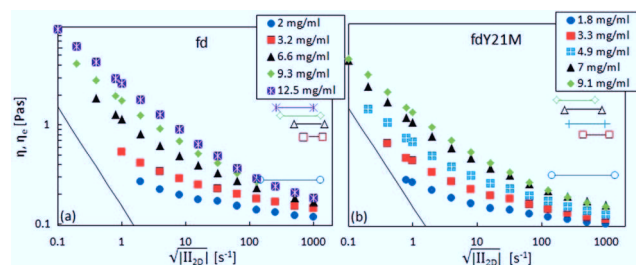 fd
2 mg/ml
3.2 mg/ml
6.6 mg/ml
9.3 mg/ml
12.5 mg/ml
fdY21M
1.8 mg/ml
3.3 mg/ml
4.9 mg/ml
7 mg/ml
9.1 mg/ml
η, ηe [Pas]
1
0.1
(a)
(b)
0.1 1 10 100 1000
0.1 1 10 100 1000
√|II2D| [s-1]
√|II2D| [s-1]